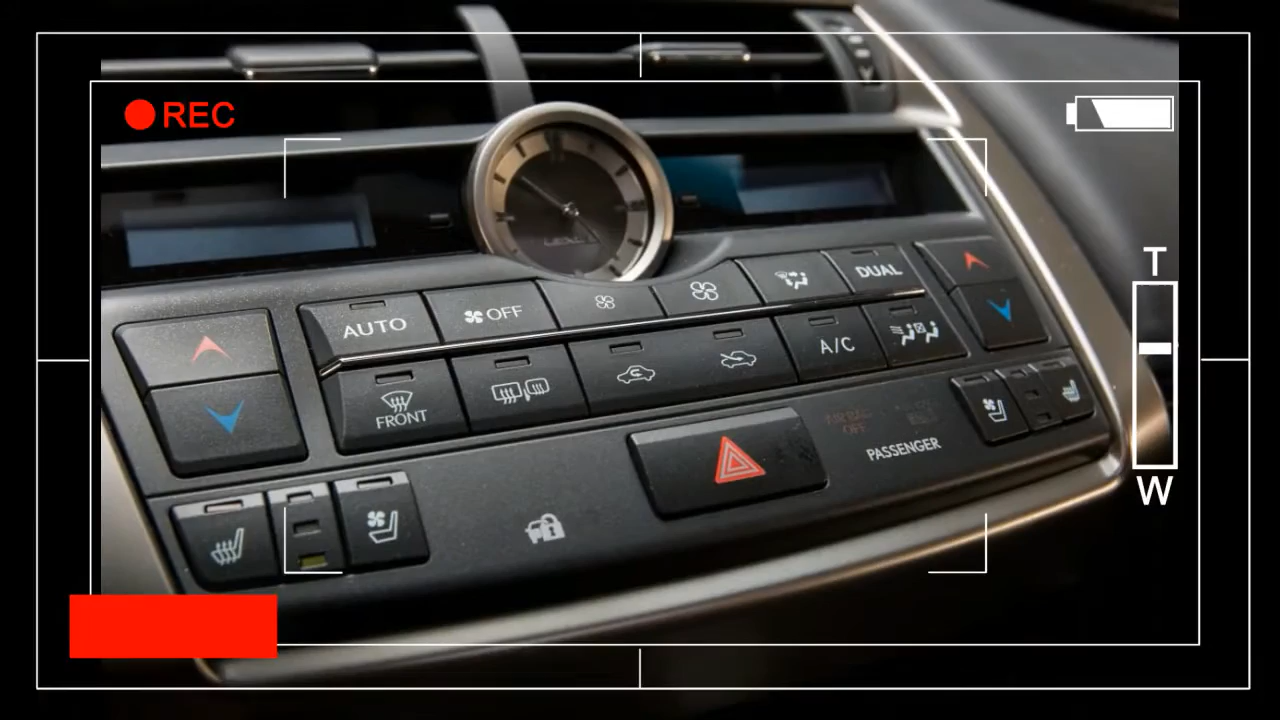 REC
T
AUTO
OFF
DUAL
A/C
FRONT
PASSENGER
W